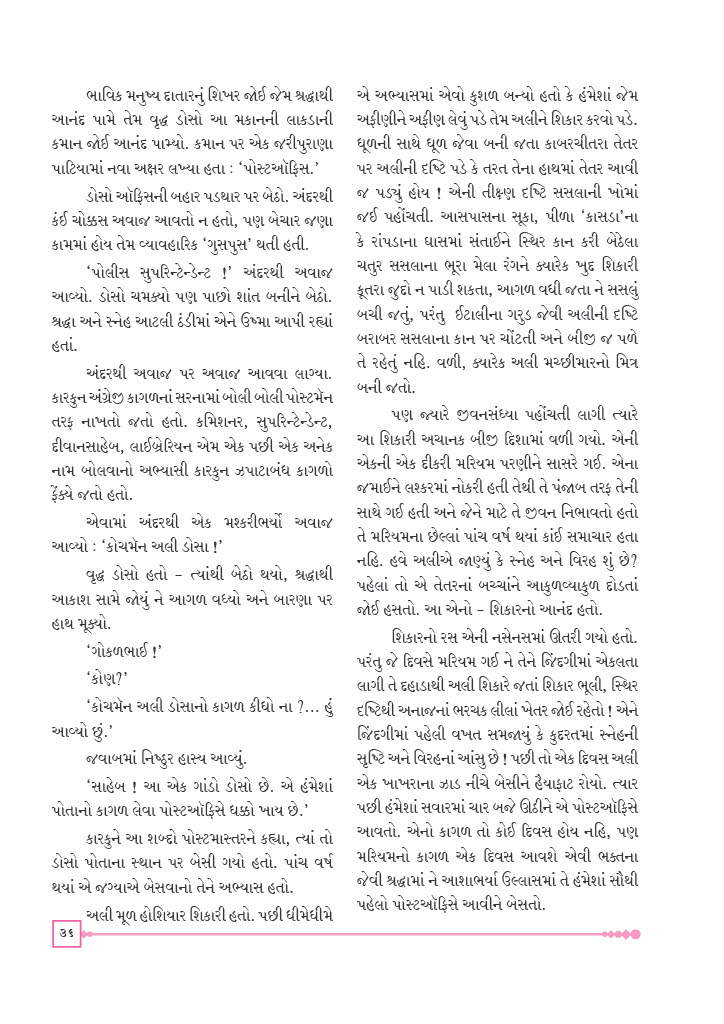 ભાવિક મનુષ્ય દાતારનું શિખર જોઈ જેમ શ્રદ્ધાથી
આનંદ પામે તેમ વૃદ્ધ ડોસો આ મકાનની લાકડાની
કમાન જોઈ આનંદ પામ્યો. કમાન પર એક જરીપુરાણા
પાટિયામાં નવા અક્ષર લખ્યા હતા : ‘પોસ્ટઑફિસ.’
ડોસો ઑફિસની બહાર પડથાર પર બેઠો. અંદરથી
કંઈ ચોક્કસ અવાજ આવતો ન હતો, પણ બેચાર જણા
કામમાં હોય તેમ વ્યાવહારિક ‘ગુસપુસ’ થતી હતી.
‘પોલીસ સુપરિન્ટેન્ડેન્ટ !’ અંદરથી અવાજ
આવ્યો. ડોસો ચમક્યો પણ પાછો શાંત બનીને બેઠો.
શ્રદ્ધા અને સ્નેહ આટલી ઠંડીમાં એને ઉષ્મા આપી રહ્યાં
હતાં.
અંદરથી અવાજ પર અવાજ આવવા લાગ્યા.
કારકુન અંગ્રેજી કાગળનાં સરનામાં બોલી બોલી પોસ્ટમૅન
તરફ નાખતો જતો હતો. કમિશનર, સુપરિન્ટેન્ડેન્ટ,
દીવાનસાહેબ, લાઈબ્રેરિયન એમ એક પછી એક અનેક
નામ બોલવાનો અભ્યાસી કારકુન ઝપાટાબંધ કાગળો
ફેંક્યે જતો હતો.
એવામાં અંદરથી એક મશ્કરીભર્યો અવાજ
આવ્યો : ‘કોચમૅન અલી ડોસા !’
વૃદ્ધ ડોસો હતો – ત્યાંથી બેઠો થયો, શ્રદ્ધાથી
આકાશ સામે જોયું ને આગળ વધ્યો અને બારણા પર
હાથ મૂક્યો.
‘ગોકળભાઈ !’
‘કોણ?’
‘કોચમૅન અલી ડોસાનો કાગળ કીધો ના ?... હું
આવ્યો છું.’
જવાબમાં નિષ્ઠુર હાસ્ય આવ્યું.
‘સાહેબ ! આ એક ગાંડો ડોસો છે. એ હંમેશાં
પોતાનો કાગળ લેવા પોસ્ટઑફિસે ધક્કો ખાય છે.’
કારકુને આ શબ્દો પોસ્ટમાસ્તરને કહ્યા, ત્યાં તો
ડોસો પોતાના સ્થાન પર બેસી ગયો હતો. પાંચ વર્ષ
થયાં એ જગ્યાએ બેસવાનો તેને અભ્યાસ હતો.
અલી મૂળ હોશિયાર શિકારી હતો. પછી ધીમેધીમે
એ અભ્યાસમાં એવો કુશળ બન્યો હતો કે હંમેશાં જેમ
અફીણીને અફીણ લેવું પડે તેમ અલીને શિકાર કરવો પડે.
ધૂળની સાથે ધૂળ જેવા બની જતા કાબરચીતરા તેતર
પર અલીની દૃષ્ટિ પડે કે તરત તેના હાથમાં તેતર આવી
જ પડ્યું હોય ! એની તીક્ષ્ણ દૃષ્ટિ સસલાની ખોમાં
જઈ પહોંચતી. આસપાસના સૂકા, પીળા ‘કાસડા’ના
કે રાંપડાના ઘાસમાં સંતાઈને સ્થિર કાન કરી બેઠેલા
ચતુર સસલાના ભૂરા મેલા રંગને ક્યારેક ખુદ શિકારી
કૂતરા જુદો ન પાડી શકતા, આગળ વધી જતા ને સસલું
બચી જતું, પરંતુ ઈટાલીના ગરુડ જેવી અલીની દૃષ્ટિ
બરાબર સસલાના કાન પર ચોંટતી અને બીજી જ પળે
તે રહેતું નહિ. વળી, ક્યારેક અલી મચ્છીમારનો મિત્ર
બની જતો.
પણ જ્યારે જીવનસંધ્યા પહોંચતી લાગી ત્યારે
આ શિકારી અચાનક બીજી દિશામાં વળી ગયો. એની
એકની એક દીકરી મરિયમ પરણીને સાસરે ગઈ. એના
જમાઈને લશ્કરમાં નોકરી હતી તેથી તે પંજાબ તરફ તેની
સાથે ગઈ હતી અને જેને માટે તે જીવન નિભાવતો હતો
તે મરિયમના છેલ્લાં પાંચ વર્ષ થયાં કાંઈ સમાચાર હતા
નહિ. હવે અલીએ જાણ્યું કે સ્નેહ અને વિરહ શું છે?
પહેલાં તો એ તેતરનાં બચ્ચાંને આકુળવ્યાકુળ દોડતાં
જોઈ હસતો. આ એનો – શિકારનો આનંદ હતો.
શિકારનો રસ એની નસેનસમાં ઊતરી ગયો હતો.
પરંતુ જે દિવસે મરિયમ ગઈ ને તેને જિંદગીમાં એકલતા
લાગી તે દહાડાથી અલી શિકારે જતાં શિકાર ભૂલી, સ્થિર
દૃષ્ટિથી અનાજનાં ભરચક લીલાં ખેતર જોઈ રહેતો ! એને
જિંદગીમાં પહેલી વખત સમજાયું કે કુદરતમાં સ્નેહની
સૃષ્ટિ અને વિરહનાં આંસુ છે ! પછી તો એક દિવસ અલી
એક ખાખરાના ઝાડ નીચે બેસીને હૈયાફાટ રોયો. ત્યાર
પછી હંમેશાં સવારમાં ચાર બજે ઊઠીને એ પોસ્ટઑફિસે
આવતો. એનો કાગળ તો કોઈ દિવસ હોય નહિ, પણ
મરિયમનો કાગળ એક દિવસ આવશે એવી ભક્તના
જેવી શ્રદ્ધામાં ને આશાભર્યા ઉલ્લાસમાં તે હંમેશાં સૌથી
પહેલો પોસ્ટઑફિસે આવીને બેસતો.
૩૬